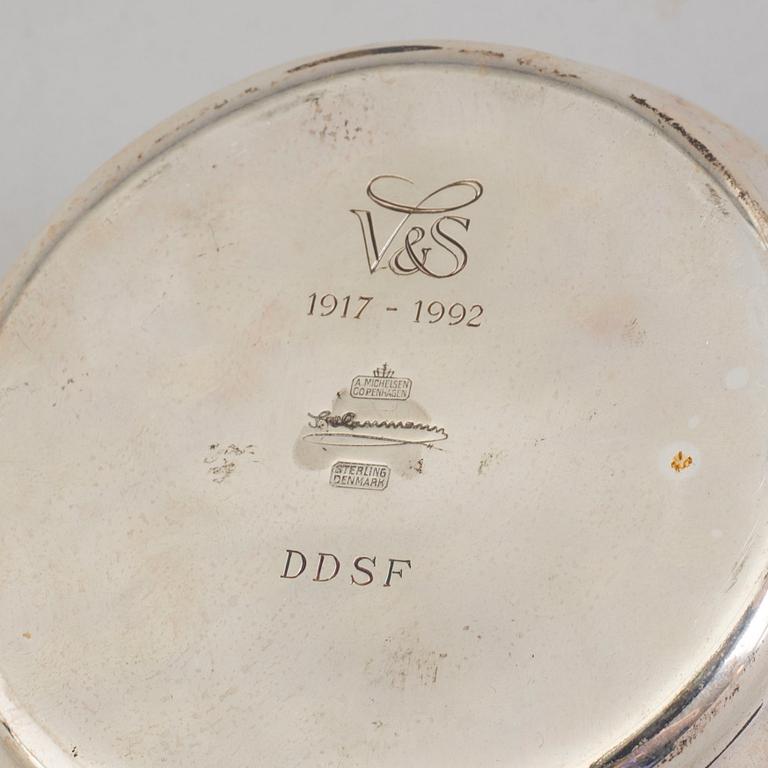 V&S
1917 - 1992
A. MICHELSEN
COPENHAGEN
STERLING
DENMARK
DDSF